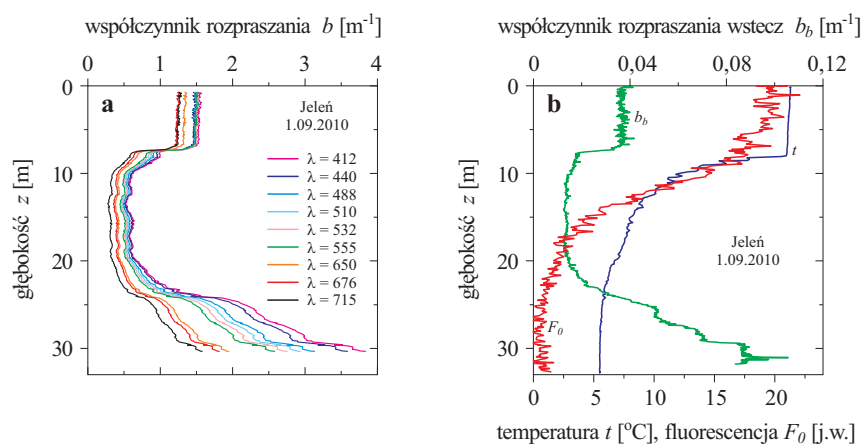 współczynnik rozpraszania b [m⁻¹]
0 1 2 3 4
a
Jeleń
1.09.2010
λ = 412
λ = 440
λ = 488
λ = 510
λ = 532
λ = 555
λ = 650
λ = 676
λ = 715
0
10
20
30
głębokość z [m]
współczynnik rozpraszania wstecz b_b [m⁻¹]
0 0,04 0,08 0,12
b
b_b
t
Jeleń
1.09.2010
F₀
0
10
20
30
głębokość z [m]
0 5 10 15 20
temperatura t [°C], fluorescencja F₀ [j.w.]